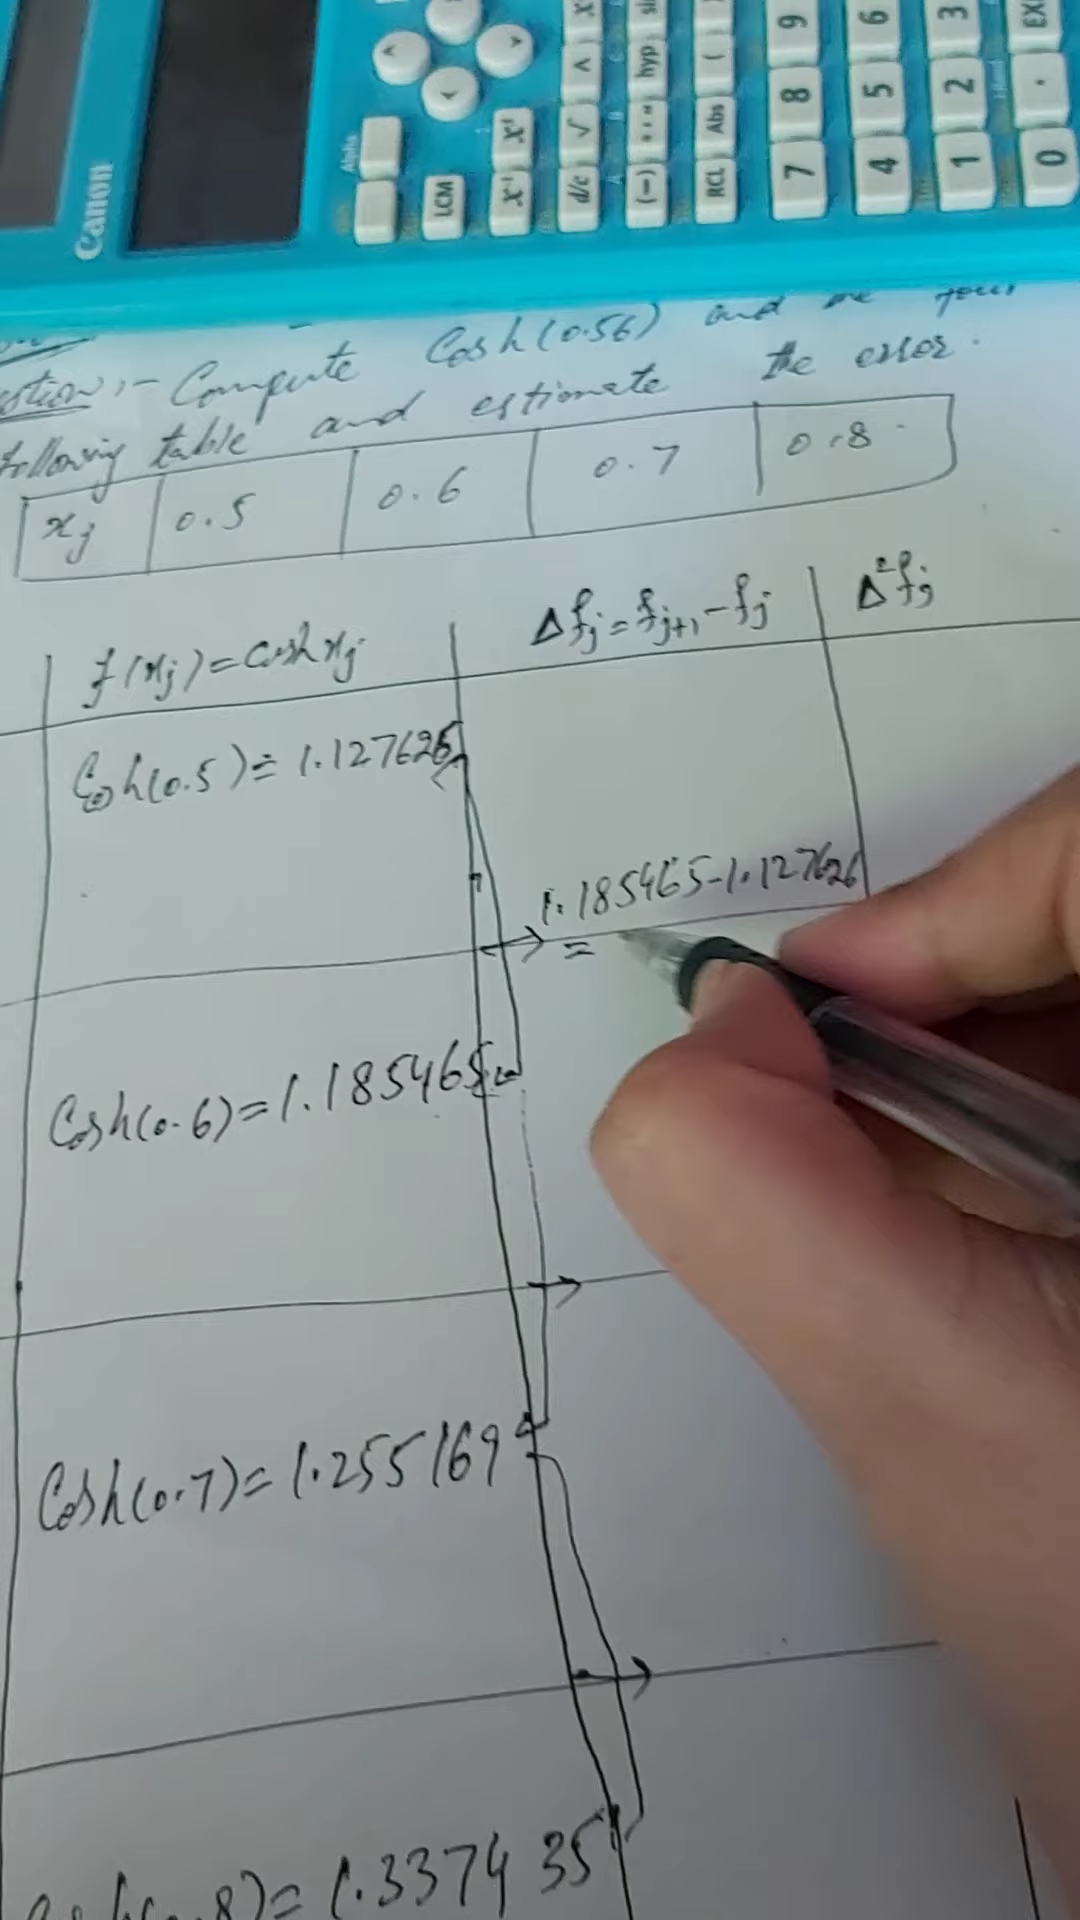 Canon
Alpha
LCM
d/c √ ∧
(−) hyp
RCL Abs (
7 8 9
4 5 6
1 2 3
0 . EX
Compute Cosh(0.56) and
following table and estimate the error.
xj 0.5 0.6 0.7 0.8
f(xj)=coshxj Δfj=fj+1-fj Δ²fj
Cosh(0.5)=1.127626
1.185465-1.127626
=
Cosh(0.6)=1.185465
Cosh(0.7)=1.255169
8)=1.337435